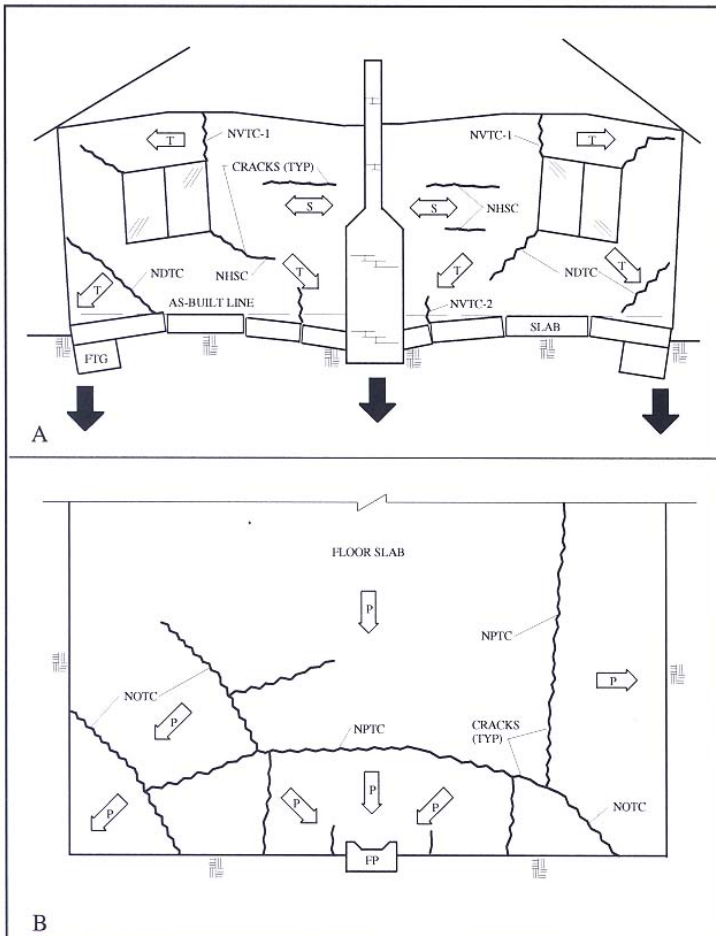 NVTC-1
NVTC-1
T
T
CRACKS (TYP)
S
S
NHSC
NDTC
NHSC
T
T
NDTC
T
T
AS-BUILT LINE
NVTC-2
SLAB
FTG
A
FLOOR SLAB
P
NPTC
P
NOTC
P
NPTC
CRACKS
(TYP)
P
P
P
P
NOTC
FP
B